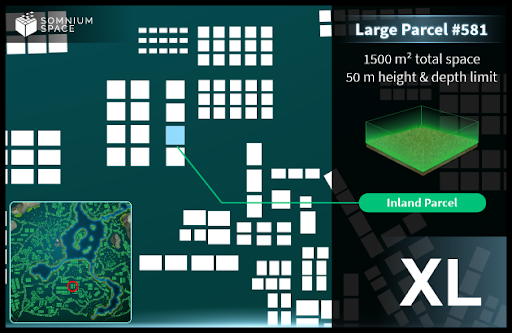 SOMNIUM
SPACE
Large Parcel #581
1500 m² total space
50 m height & depth limit
Inland Parcel
XL